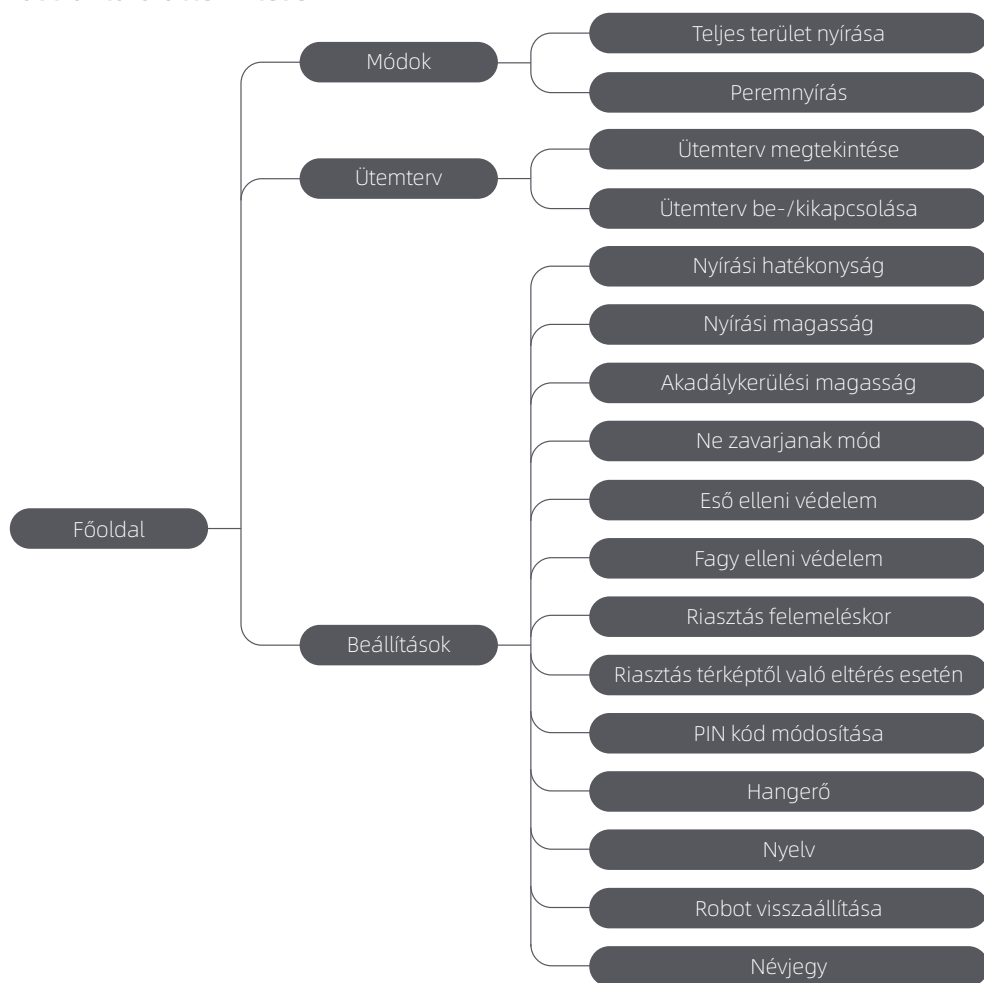 Teljes terület nyírása
Módok
Peremnyírás
Ütemterv megtekintése
Ütemterv
Ütemterv be-/kikapcsolása
Nyírási hatékonyság
Nyírási magasság
Akadálykerülési magasság
Ne zavarjanak mód
Eső elleni védelem
Főoldal
Fagy elleni védelem
Riasztás felemeléskor
Beállítások
Riasztás térképtől való eltérés esetén
PIN kód módosítása
Hangerő
Nyelv
Robot visszaállítása
Névjegy